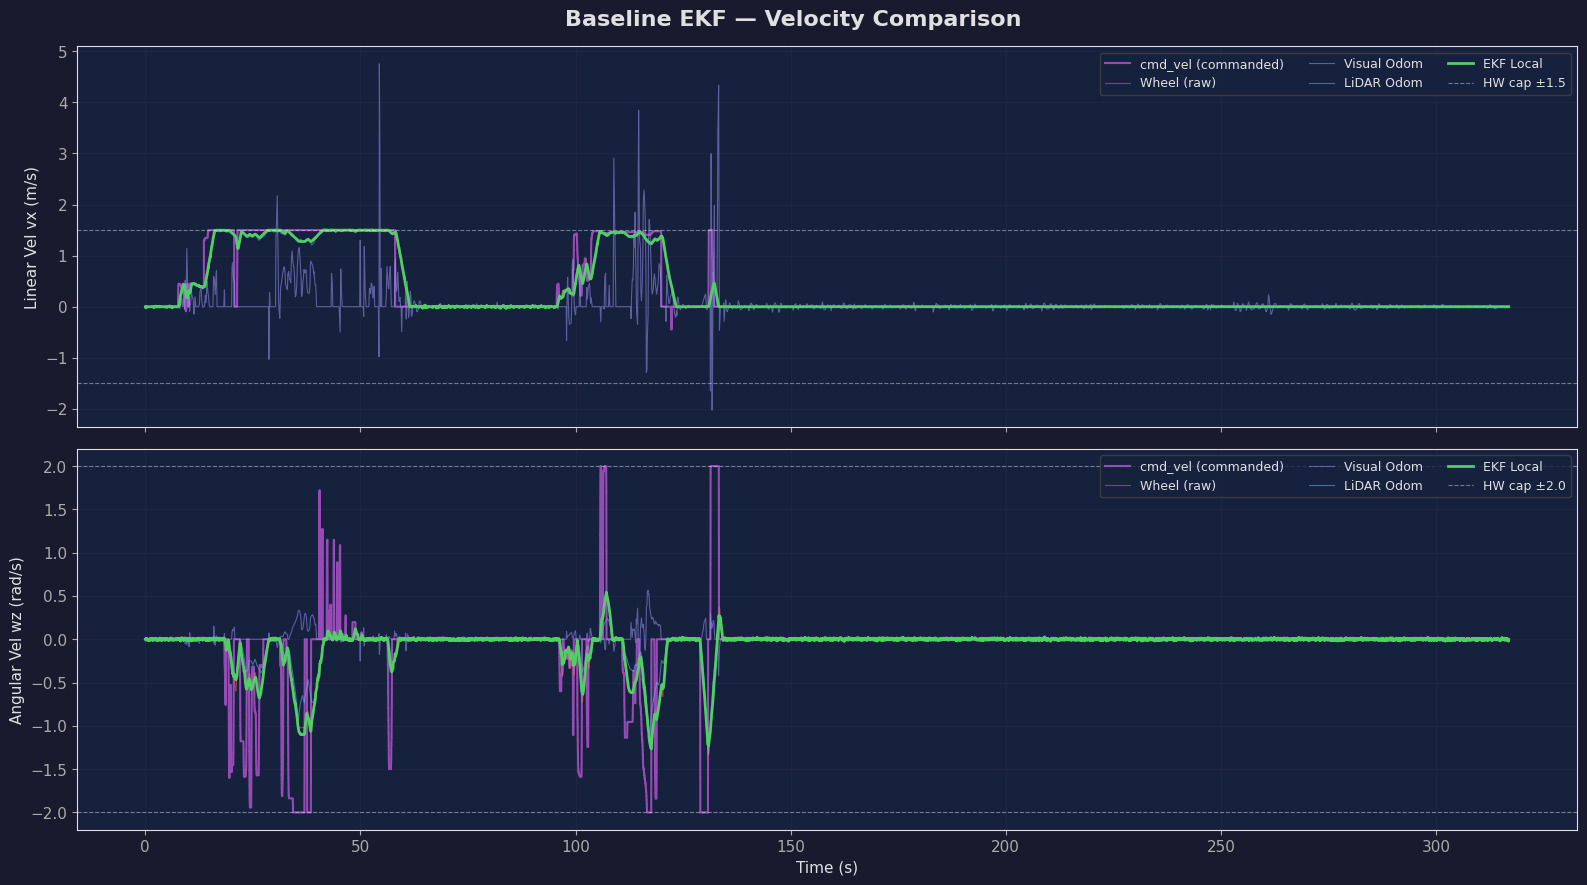 Baseline EKF — Velocity Comparison
Linear Vel vx (m/s)
5
4
3
2
1
0
−1
−2
cmd_vel (commanded)
Wheel (raw)
Visual Odom
LiDAR Odom
EKF Local
HW cap ±1.5
Angular Vel wz (rad/s)
2.0
1.5
1.0
0.5
0.0
−0.5
−1.0
−1.5
−2.0
cmd_vel (commanded)
Wheel (raw)
Visual Odom
LiDAR Odom
EKF Local
HW cap ±2.0
0 50 100 150 200 250 300
Time (s)